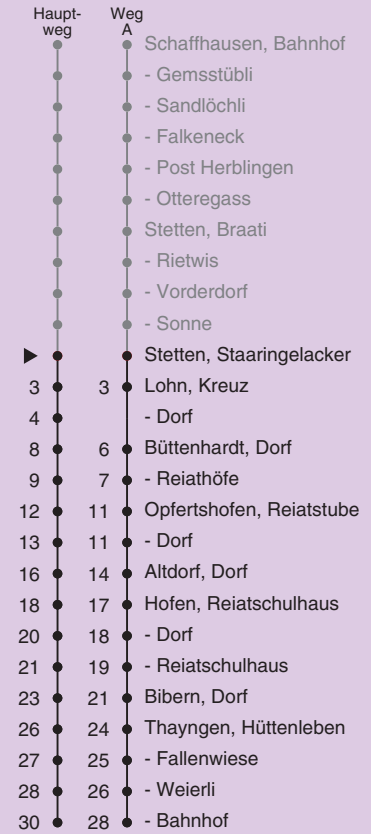 Haupt- Weg
weg A
Schaffhausen, Bahnhof
- Gemsstübli
- Sandlöchli
- Falkeneck
- Post Herblingen
- Otteregass
Stetten, Braati
- Rietwis
- Vorderdorf
- Sonne
Stetten, Staaringelacker
3 3 Lohn, Kreuz
4 - Dorf
8 6 Büttenhardt, Dorf
9 7 - Reiathöfe
12 11 Opfertshofen, Reiatstube
13 11 - Dorf
16 14 Altdorf, Dorf
18 17 Hofen, Reiatschulhaus
20 18 - Dorf
21 19 - Reiatschulhaus
23 21 Bibern, Dorf
26 24 Thayngen, Hüttenleben
27 25 - Fallenwiese
28 26 - Weierli
30 28 - Bahnhof